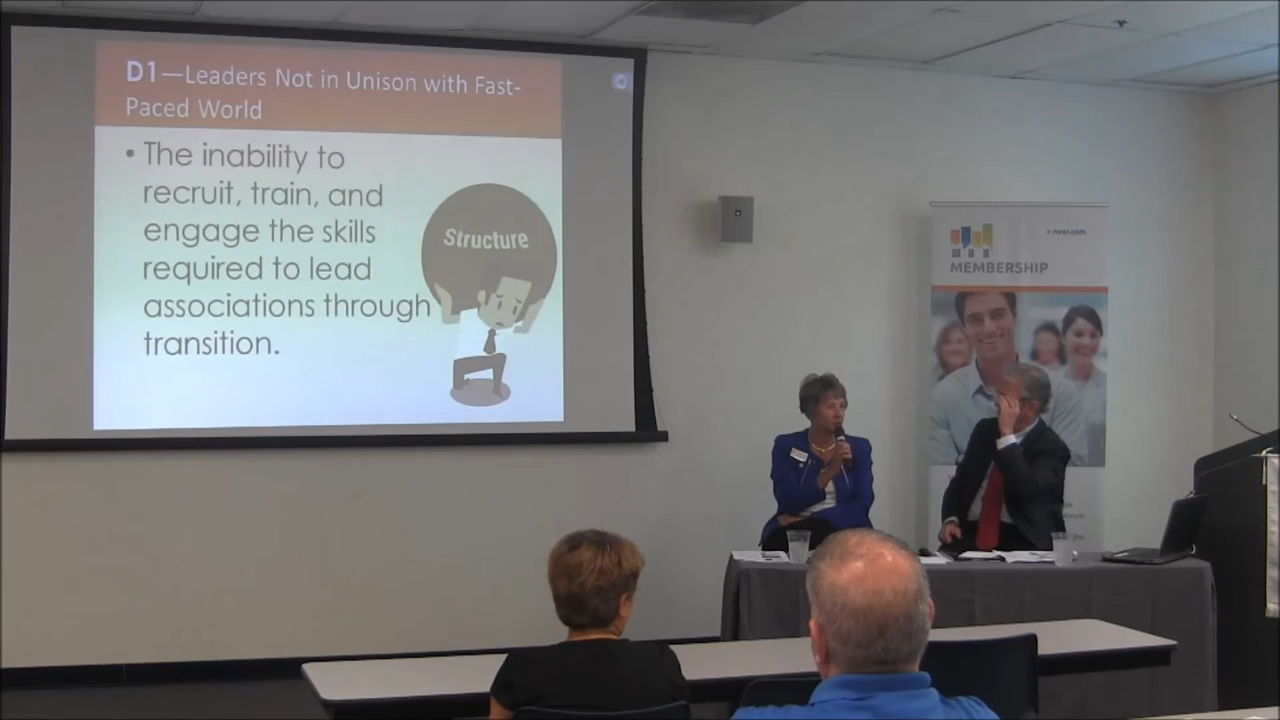 D1—Leaders Not in Unison with Fast-
Paced World
• The inability to
recruit, train, and
engage the skills
required to lead
associations through
transition.
Structure
MEMBERSHIP